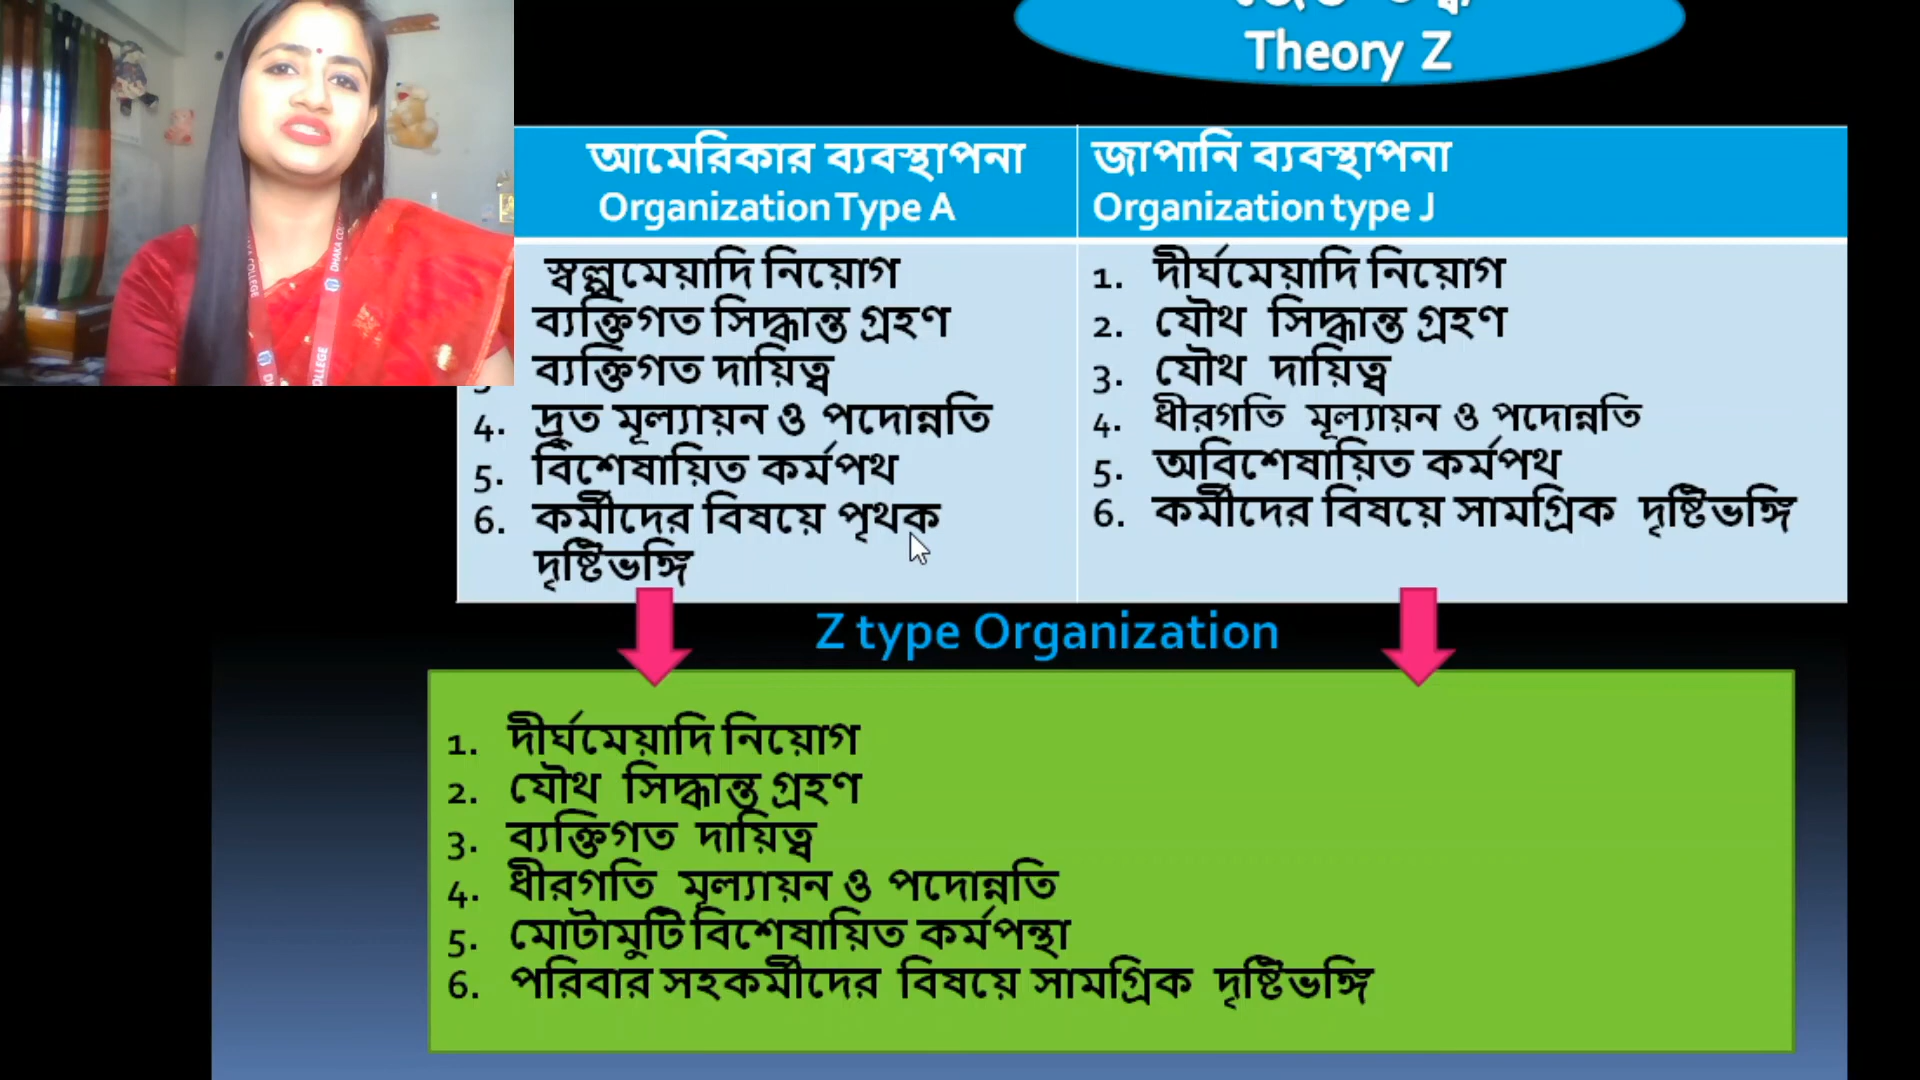 Theory Z
আমেরিকার ব্যবস্থাপনা
Organization Type A
জাপানি ব্যবস্থাপনা
Organization type J
স্বল্পমেয়াদি নিয়োগ
ব্যক্তিগত সিদ্ধান্ত গ্রহণ
ব্যক্তিগত দায়িত্ব
4. দ্রুত মূল্যায়ন ও পদোন্নতি
5. বিশেষায়িত কর্মপথ
6. কর্মীদের বিষয়ে পৃথক
দৃষ্টিভঙ্গি
1. দীর্ঘমেয়াদি নিয়োগ
2. যৌথ সিদ্ধান্ত গ্রহণ
3. যৌথ দায়িত্ব
4. ধীরগতি মূল্যায়ন ও পদোন্নতি
5. অবিশেষায়িত কর্মপথ
6. কর্মীদের বিষয়ে সামগ্রিক দৃষ্টিভঙ্গি
Z type Organization
1. দীর্ঘমেয়াদি নিয়োগ
2. যৌথ সিদ্ধান্ত গ্রহণ
3. ব্যক্তিগত দায়িত্ব
4. ধীরগতি মূল্যায়ন ও পদোন্নতি
5. মোটামুটি বিশেষায়িত কর্মপন্থা
6. পরিবার সহকর্মীদের বিষয়ে সামগ্রিক দৃষ্টিভঙ্গি